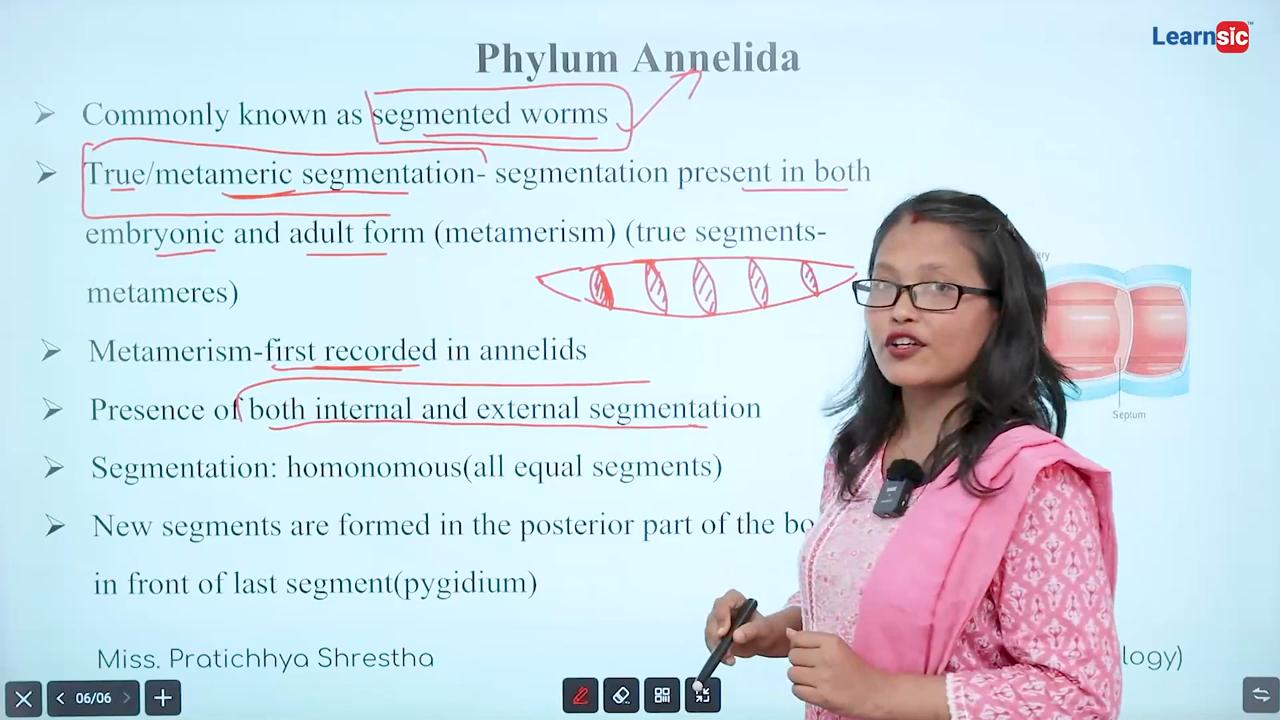 Learnsic
Phylum Annelida
Commonly known as segmented worms
True/metameric segmentation- segmentation present in both
embryonic and adult form (metamerism) (true segments-
metameres)
Metamerism-first recorded in annelids
Presence of both internal and external segmentation
Septum
Segmentation: homonomous(all equal segments)
New segments are formed in the posterior part of the
in front of last segment(pygidium)
Miss. Pratichhya Shrestha
06/06